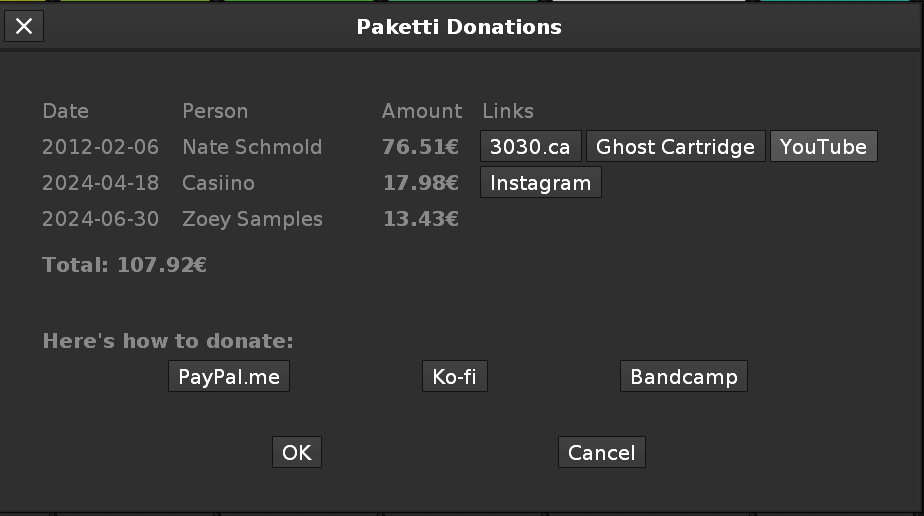 Paketti Donations
Date Person Amount Links
2012-02-06 Nate Schmold 76.51€ 3030.ca Ghost Cartridge YouTube
2024-04-18 Casiino 17.98€ Instagram
2024-06-30 Zoey Samples 13.43€
Total: 107.92€
Here's how to donate:
PayPal.me Ko-fi Bandcamp
OK Cancel